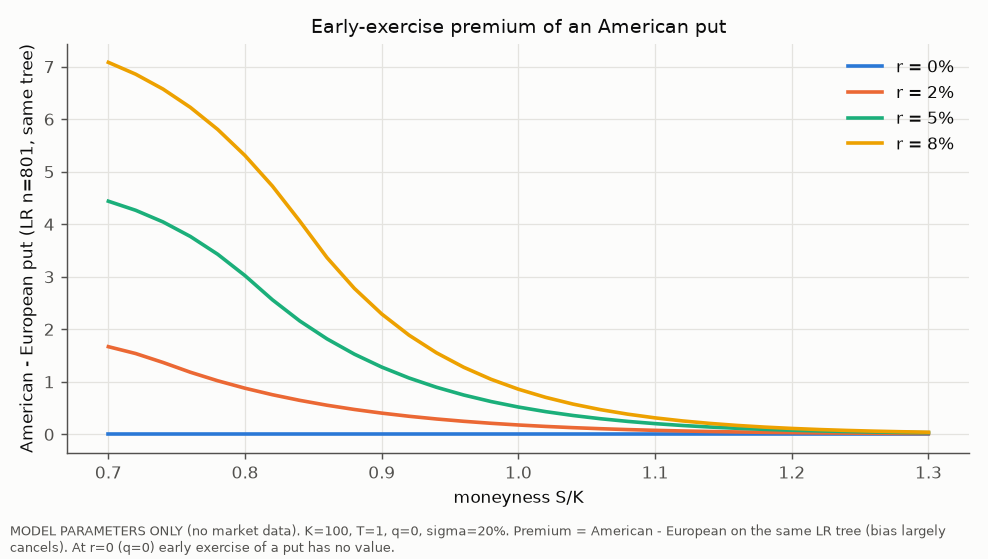 Early-exercise premium of an American put
American - European put (LR n=801, same tree)
7
6
5
4
3
2
1
0
r = 0%
r = 2%
r = 5%
r = 8%
0.7
0.8
0.9
1.0
1.1
1.2
1.3
moneyness S/K
MODEL PARAMETERS ONLY (no market data). K=100, T=1, q=0, sigma=20%. Premium = American - European on the same LR tree (bias largely
cancels). At r=0 (q=0) early exercise of a put has no value.